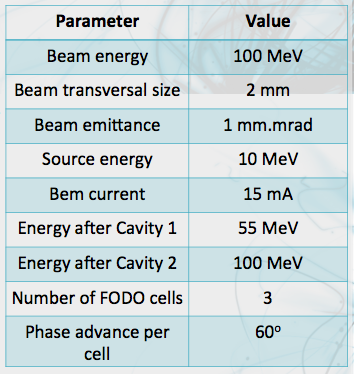 Parameter Value
Beam energy 100 MeV
Beam transversal size 2 mm
Beam emittance 1 mm.mrad
Source energy 10 MeV
Bem current 15 mA
Energy after Cavity 1 55 MeV
Energy after Cavity 2 100 MeV
Number of FODO cells 3
Phase advance per 60º
cell